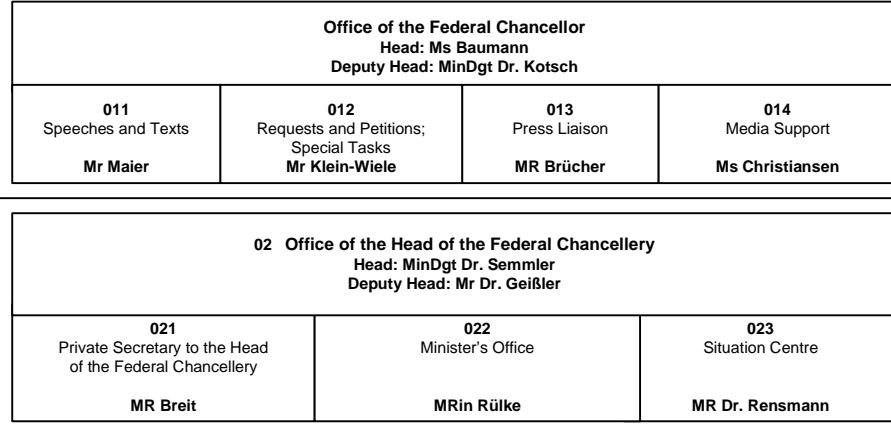 Office of the Federal Chancellor
Head: Ms Baumann
Deputy Head: MinDgt Dr. Kotsch
011
Speeches and Texts
Mr Maier
012
Requests and Petitions;
Special Tasks
Mr Klein-Wiele
013
Press Liaison
MR Brücher
014
Media Support
Ms Christiansen
02 Office of the Head of the Federal Chancellery
Head: MinDgt Dr. Semmler
Deputy Head: Mr Dr. Geißler
021
Private Secretary to the Head
of the Federal Chancellery
MR Breit
022
Minister's Office
MRin Rülke
023
Situation Centre
MR Dr. Rensmann